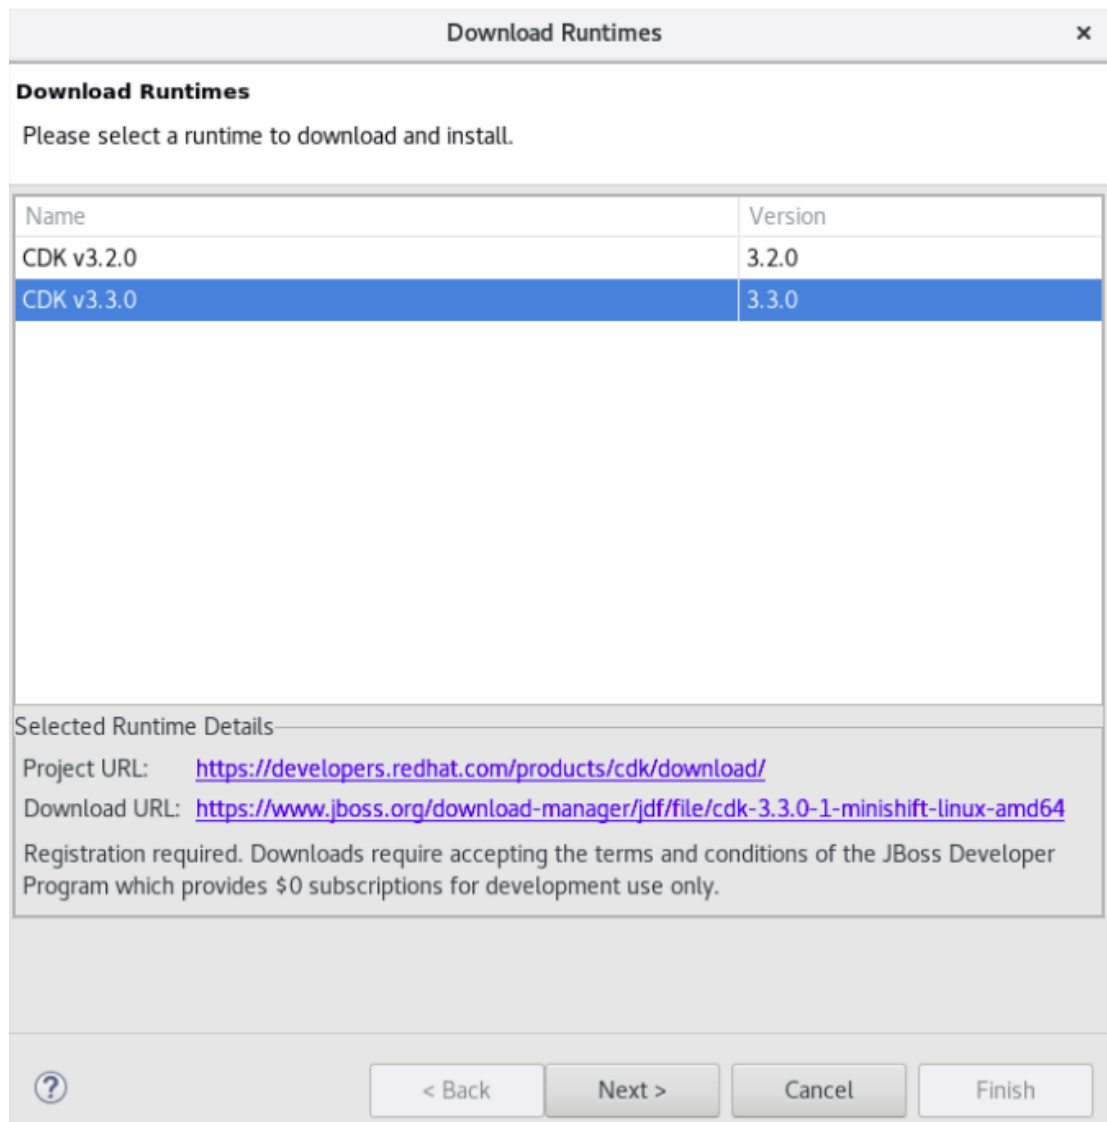 Download Runtimes ×
Download Runtimes
Please select a runtime to download and install.
Name Version
CDK v3.2.0 3.2.0
CDK v3.3.0 3.3.0
Selected Runtime Details
Project URL: https://developers.redhat.com/products/cdk/download/
Download URL: https://www.jboss.org/download-manager/jdf/file/cdk-3.3.0-1-minishift-linux-amd64
Registration required. Downloads require accepting the terms and conditions of the JBoss Developer
Program which provides $0 subscriptions for development use only.
? < Back Next > Cancel Finish